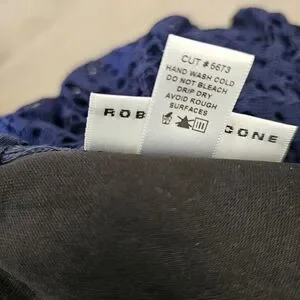 CUT # 5673
HAND WASH COLD
DO NOT BLEACH
DRIP DRY
AVOID ROUGH
SURFACES
ROB CONE